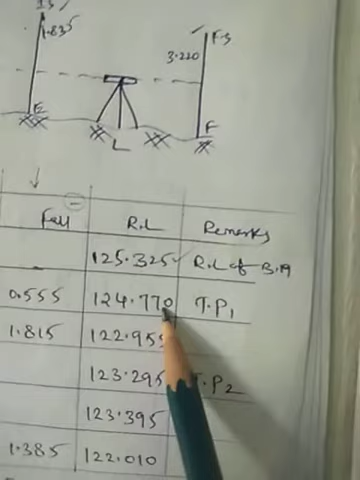 1.835
F.S
3.220
E
F
L
Fall R.L Remarks
- 125.325 R.L of B.M
0.555 124.770 T.P1
1.815 122.955
123.295 T.P2
123.395
1.385 122.010